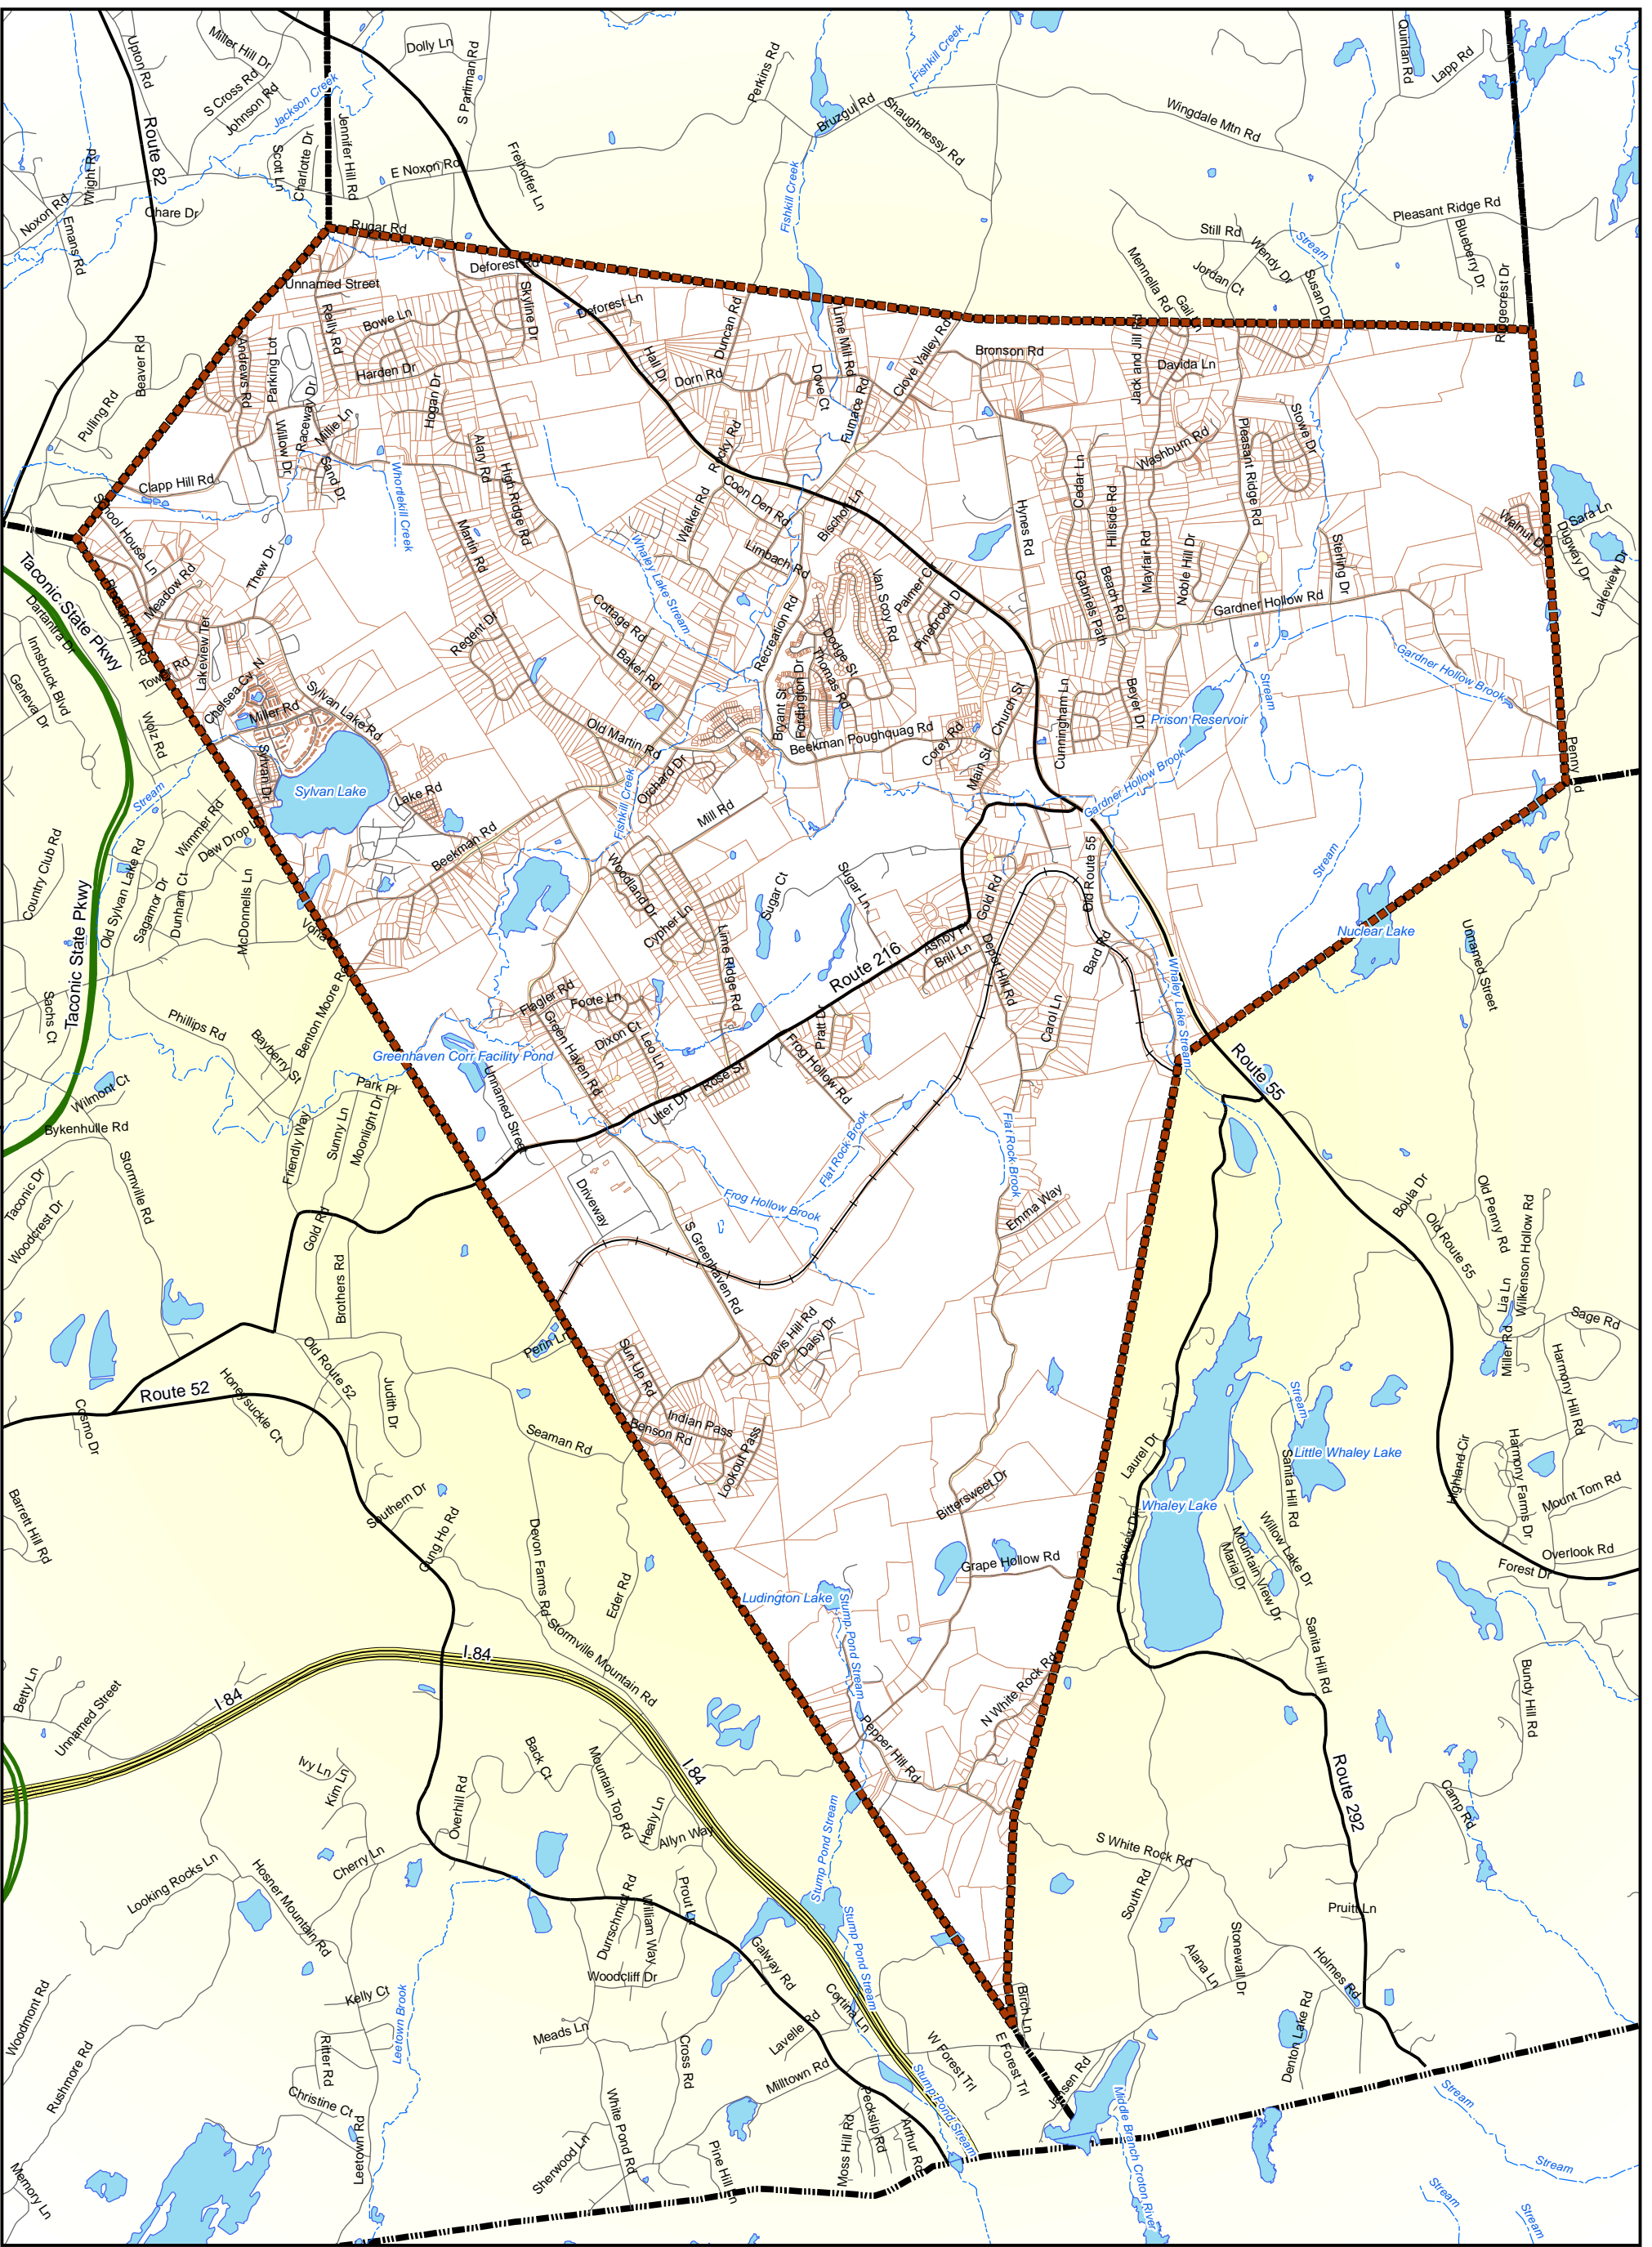 Upton Rd
Miller Hill Dr
S Cross Rd
Johnson Rd
Jackson Creek
Dolly Ln
S Parliman Rd
Perkins Rd
Fishkill Creek
Bruzgul Rd
Shaughnessy Rd
Wingdale Mtn Rd
Quinlan Rd
Lapp Rd
Route 82
Wright Rd
Scott Ln
Charlotte Dr
Jennifer Hill Rd
E Noxon Rd
Freihoffer Ln
Fishkill Creek
Noxon Rd
Emans Rd
Chare Dr
Rugar Rd
Pleasant Ridge Rd
Still Rd
Wendy Dr
Stream
Blueberry Dr
Mennella Rd
Jordan Ct
Susan Dr
Ridgecrest Dr
Deforest Rd
Unnamed Street
Skyline Dr
Deforest Ln
Reilly Rd
Bowe Ln
Duncan Rd
Lime Mill Rd
Clove Valley Rd
Jack and Jill Rd
Beaver Rd
Andrews Rd
Parking Lot
Raceway Dr
Harden Dr
Hall Dr
Dorn Rd
Dove Ct
Furnace Rd
Bronson Rd
Davida Ln
Pulling Rd
Hogan Dr
Millie Ln
Willow Dr
Sand Dr
Alary Rd
High Ridge Rd
Rocky Rd
Washburn Rd
Pleasant Ridge Rd
Stowe Dr
Clapp Hill Rd
Whortlekill Creek
Walker Rd
Coon Den Rd
Bischof Ln
Hynes Rd
Cedar Ln
Hillside Rd
Walnut Dr
Sara Ln
Dugway Dr
Lakeview Dr
School House Ln
Thew Dr
Martin Rd
Whaley Lake Stream
Limbach Rd
Mayfair Rd
Noble Hill Dr
Sterling Dr
Taconic State Pkwy
Dartantra Dr
Meadow Rd
Van Scoy Rd
Palmer Ct
Pinebrook D
Gabriels Path
Beach Rd
Gardner Hollow Rd
Innsbruck Blvd
Geneva Dr
Lakeview Ter
Regent Dr
Cottage Rd
Baker Rd
Recreation Rd
Dodge St
Thomas Rd
Gardner Hollow Brook
Chelsea Cv N
Miller Rd
Sylvan Lake Rd
Bryant St
Pordington Dr
Church St
Cunningham Ln
Beyer Dr
Stream
Prison Reservoir
Wolz Rd
Sylvan Dr
Old Martin Rd
Beekman Poughquag Rd
Corey Rd
Main St
Stream
Sylvan Lake
Lake Rd
Orchard Dr
Fishkill Creek
Mill Rd
Gardner Hollow Brook
Wimmer Rd
Country Club Rd
Old Sylvan Lake Rd
Beekman Rd
Woodland Dr
Sugar Ct
Sugar Ln
Old Route 55
Stream
Taconic State Pkwy
Sagamor Dr
Dunham Ct
McDonnells Ln
Cypher Ln
Gold Rd
Nuclear Lake
Unnamed Street
Lime Ridge Rd
Route 216
Ashby Pl
Brill Ln
Depot Hill Rd
Bard Rd
Whaley Lake Stream
Sachs Ct
Phillips Rd
Bayberry St
Benton Moore Rd
Flagler Rd
Foote Ln
Dixon Ct
Leo Ln
Green Haven Rd
Pratt Dr
Frog Hollow Rd
Carol Ln
Greenhaven Corr Facility Pond
Unnamed Street
Rose St
Utter Dr
Route 55
Wilmont Ct
Bykenhulle Rd
Park Pl
Friendly Way
Sunny Ln
Moonlight Dr
Flat Rock Brook
Flat Rock Brook
Taconic Dr
Woodcrest Dr
Stormville Rd
Gold Rd
Driveway
Frog Hollow Brook
Emma Way
Boula Dr
Old Penny Rd
Old Route 55
Wilkenson Hollow Rd
Brothers Rd
S Greenhaven Rd
Lia Ln
Miller Rd
Sage Rd
Perin Ln
Davis Hill Rd
Daisy Dr
Old Route 52
Route 52
Honeysuckle Ct
Judith Dr
Sun Up Rd
Harmony Hill Rd
Stream
Cosmo Dr
Seaman Rd
Benson Rd
Indian Pass
Lookout Pass
Laurel Dr
Little Whaley Lake
Sanita Hill Rd
Highland Cir
Harmony Farms Dr
Mount Tom Rd
Barrett Hill Rd
Southern Dr
Gung Ho Rd
Bittersweet Dr
Whaley Lake
Lakeview Dr
Willow Lake Dr
Mountain View Dr
Maria Dr
Overlook Rd
Forest Dr
Devon Farms Rd
Eder Rd
Grape Hollow Rd
Ludington Lake
Stump Pond Stream
Stormville Mountain Rd
Sanita Hill Rd
I 84
I 84
I 84
Betty Ln
Unnamed Street
N White Rock Rd
Pepper Hill Rd
Bundy Hill Rd
Ivy Ln
Kim Ln
Back Ct
Mountain Top Rd
Overhill Rd
Healy Ln
Allyn Way
Stump Pond Stream
Route 292
Camp Rd
S White Rock Rd
South Rd
Looking Rocks Ln
Hosner Mountain Rd
Cherry Ln
Durrschmidt Rd
William Way
Prout Ln
Pruitt Ln
Galway Rd
Stump Pond Stream
Alana Ln
Stonewall Dr
Holmes Rd
Woodmont Rd
Kelly Ct
Leetown Brook
Woodcliff Dr
Meads Ln
Lavelle Rd
Cortina Ln
Birch Ln
Denton Lake Rd
Rushmore Rd
Ritter Rd
Christine Ct
Cross Rd
Milltown Rd
W Forest Trl
E Forest Trl
Jensen Rd
Stump Pond Stream
Stream
Memory Ln
Leetown Rd
Sherwood Ln
White Pond Rd
Pine Hill Ln
Moss Hill Rd
Peckslip Rd
Arthur Rd
Middle Branch Croton River
Stream
Stream
Stream